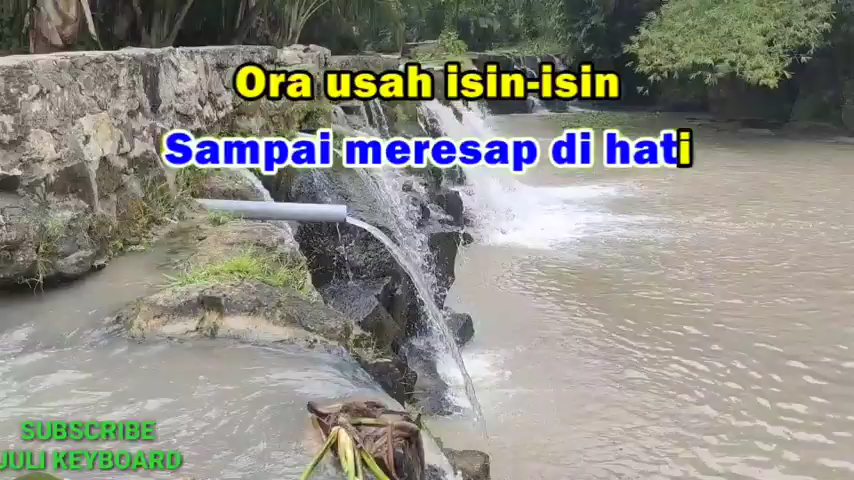 Ora usah isin-isin
Sampai meresap di hati
SUBSCRIBE
JULI KEYBOARD